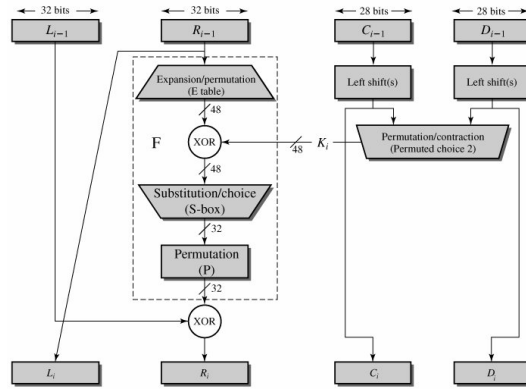 32 bits 32 bits 28 bits 28 bits
L_{i-1} R_{i-1} C_{i-1} D_{i-1}
Expansion/permutation
(E table)
Left shift(s) Left shift(s)
48
F XOR 48 K_i Permutation/contraction
(Permuted choice 2)
48
Substitution/choice
(S-box)
32
Permutation
(P)
32
XOR
L_i R_i C_i D_i